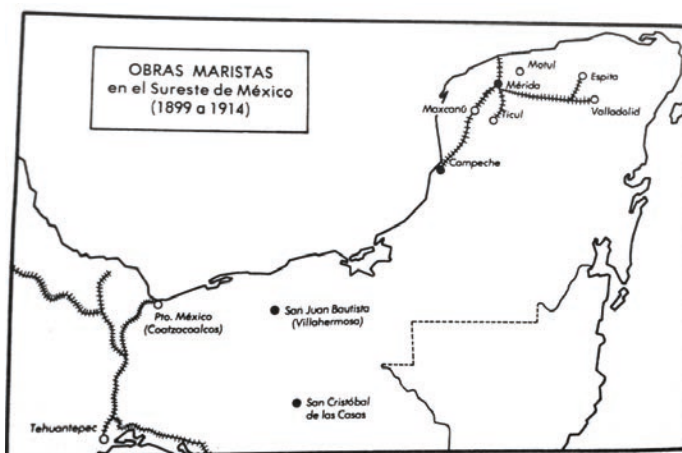 OBRAS MARISTAS
en el Sureste de México
(1899 a 1914)
Motul
Espita
Mérida
Maxcanú
Ticul
Valladolid
Campeche
Pto. México
(Coatzacoalcos)
San Juan Bautista
(Villahermosa)
San Cristóbal
de las Casas
Tehuantepec